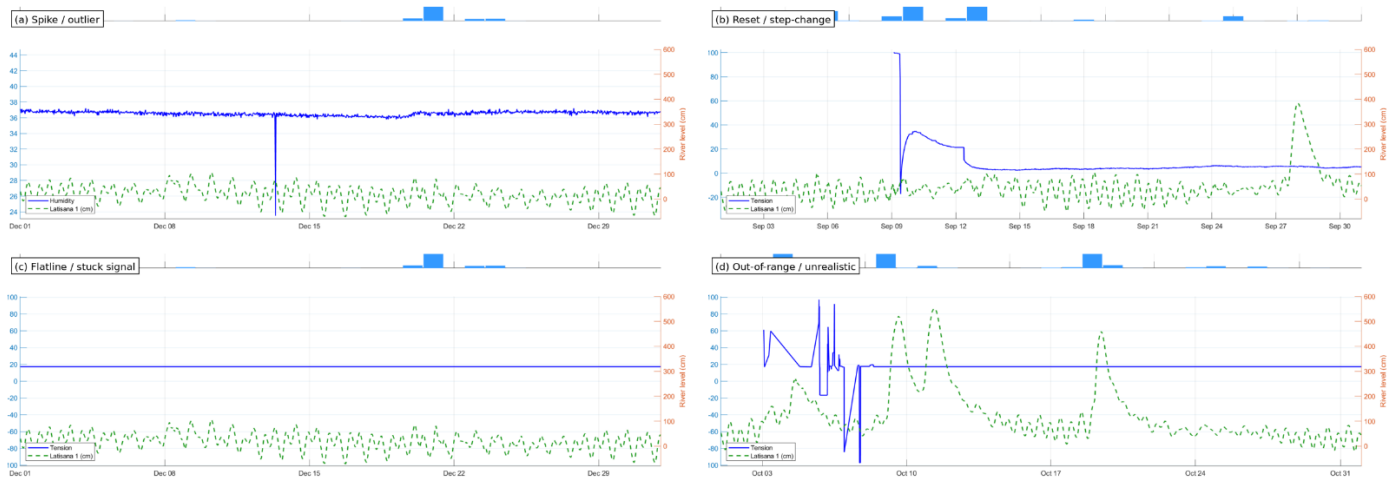 (a) Spike / outlier
44
42
40
38
36
34
32
30
28
26
24
600
500
400
300
200
100
0
River level (cm)
Humidity
Latisana 1 (cm)
Dec 01
Dec 08
Dec 15
Dec 22
Dec 29
(b) Reset / step-change
100
80
60
40
20
0
-20
600
500
400
300
200
100
0
River level (cm)
Tension
Latisana 1 (cm)
Sep 03
Sep 06
Sep 09
Sep 12
Sep 15
Sep 18
Sep 21
Sep 24
Sep 27
Sep 30
(c) Flatline / stuck signal
100
80
60
40
20
0
-20
-40
-60
-80
100
600
500
400
300
200
100
0
River level (cm)
Tension
Latisana 1 (cm)
Dec 01
Dec 08
Dec 15
Dec 22
Dec 29
(d) Out-of-range / unrealistic
100
80
60
40
20
0
-20
-40
-60
-80
100
600
500
400
300
200
100
0
River level (cm)
Tension
Latisana 1 (cm)
Oct 03
Oct 10
Oct 17
Oct 24
Oct 31